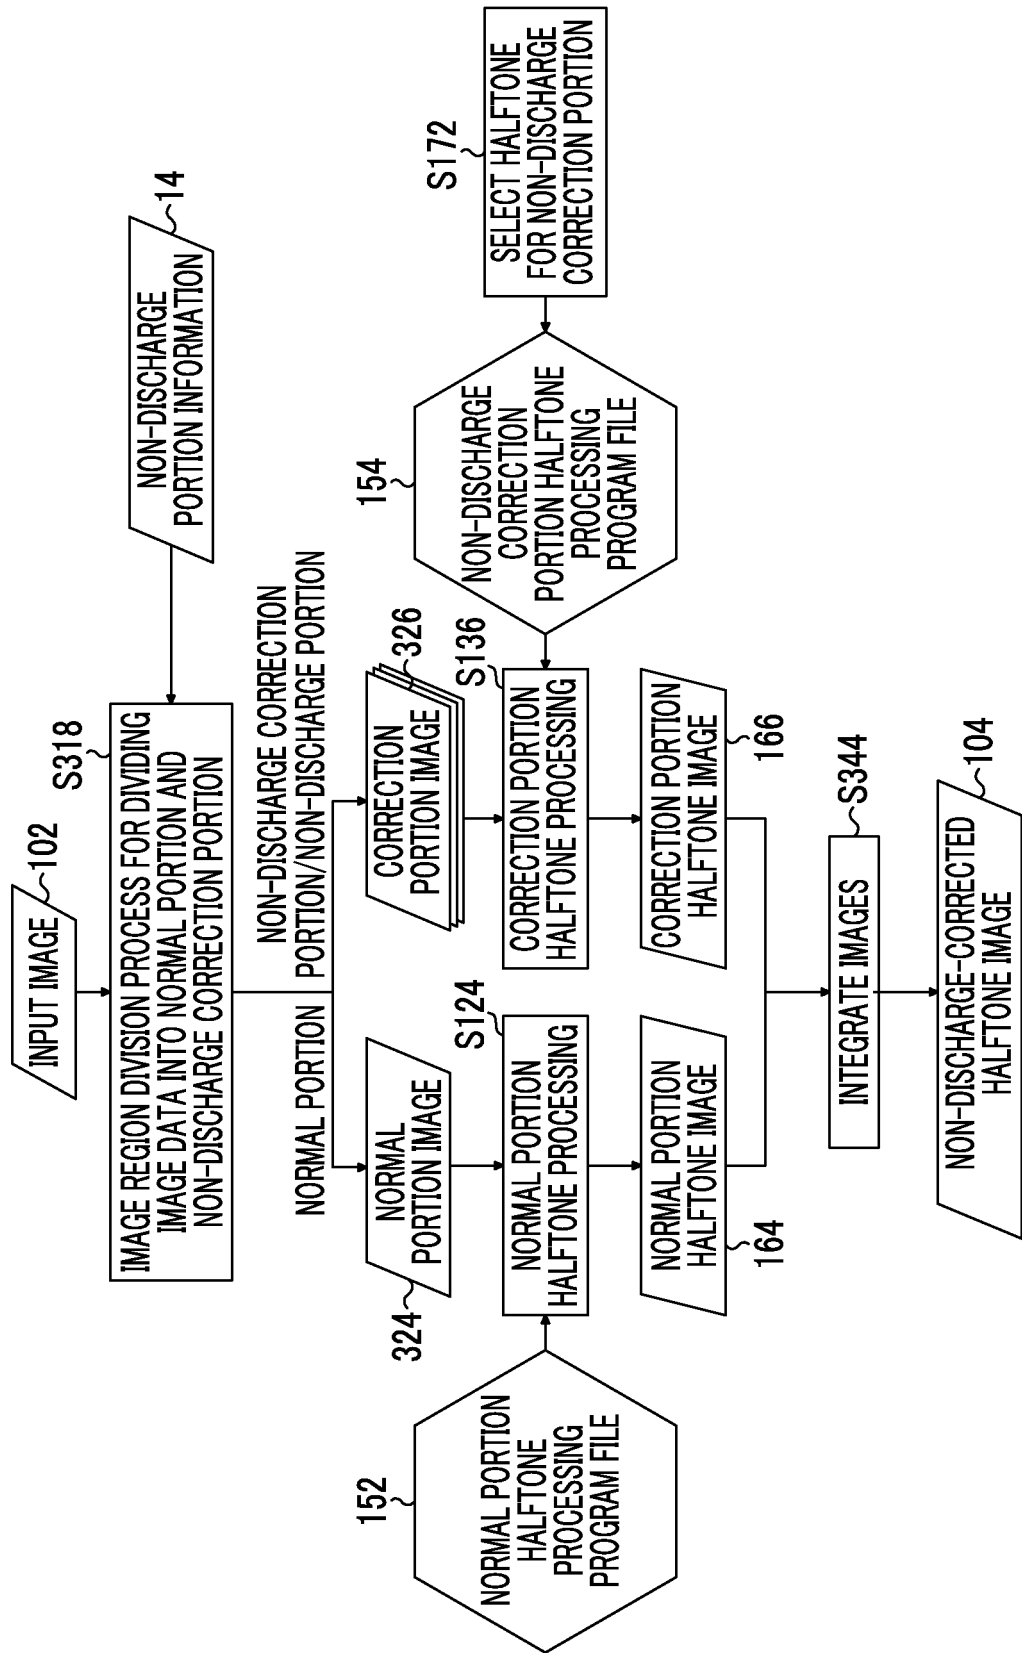 102
INPUT IMAGE
14
NON-DISCHARGE
PORTION INFORMATION
S318
IMAGE REGION DIVISION PROCESS FOR DIVIDING
IMAGE DATA INTO NORMAL PORTION AND
NON-DISCHARGE CORRECTION PORTION
NORMAL PORTION
NON-DISCHARGE CORRECTION
PORTION/NON-DISCHARGE PORTION
324
NORMAL
PORTION IMAGE
326
CORRECTION
PORTION IMAGE
152
NORMAL PORTION
HALFTONE
PROCESSING
PROGRAM FILE
S124
NORMAL PORTION
HALFTONE PROCESSING
S136
CORRECTION PORTION
HALFTONE PROCESSING
154
NON-DISCHARGE
CORRECTION
PORTION HALFTONE
PROCESSING
PROGRAM FILE
S172
SELECT HALFTONE
FOR NON-DISCHARGE
CORRECTION PORTION
NORMAL PORTION
HALFTONE IMAGE
164
CORRECTION PORTION
HALFTONE IMAGE
166
S344
INTEGRATE IMAGES
104
NON-DISCHARGE-CORRECTED
HALFTONE IMAGE